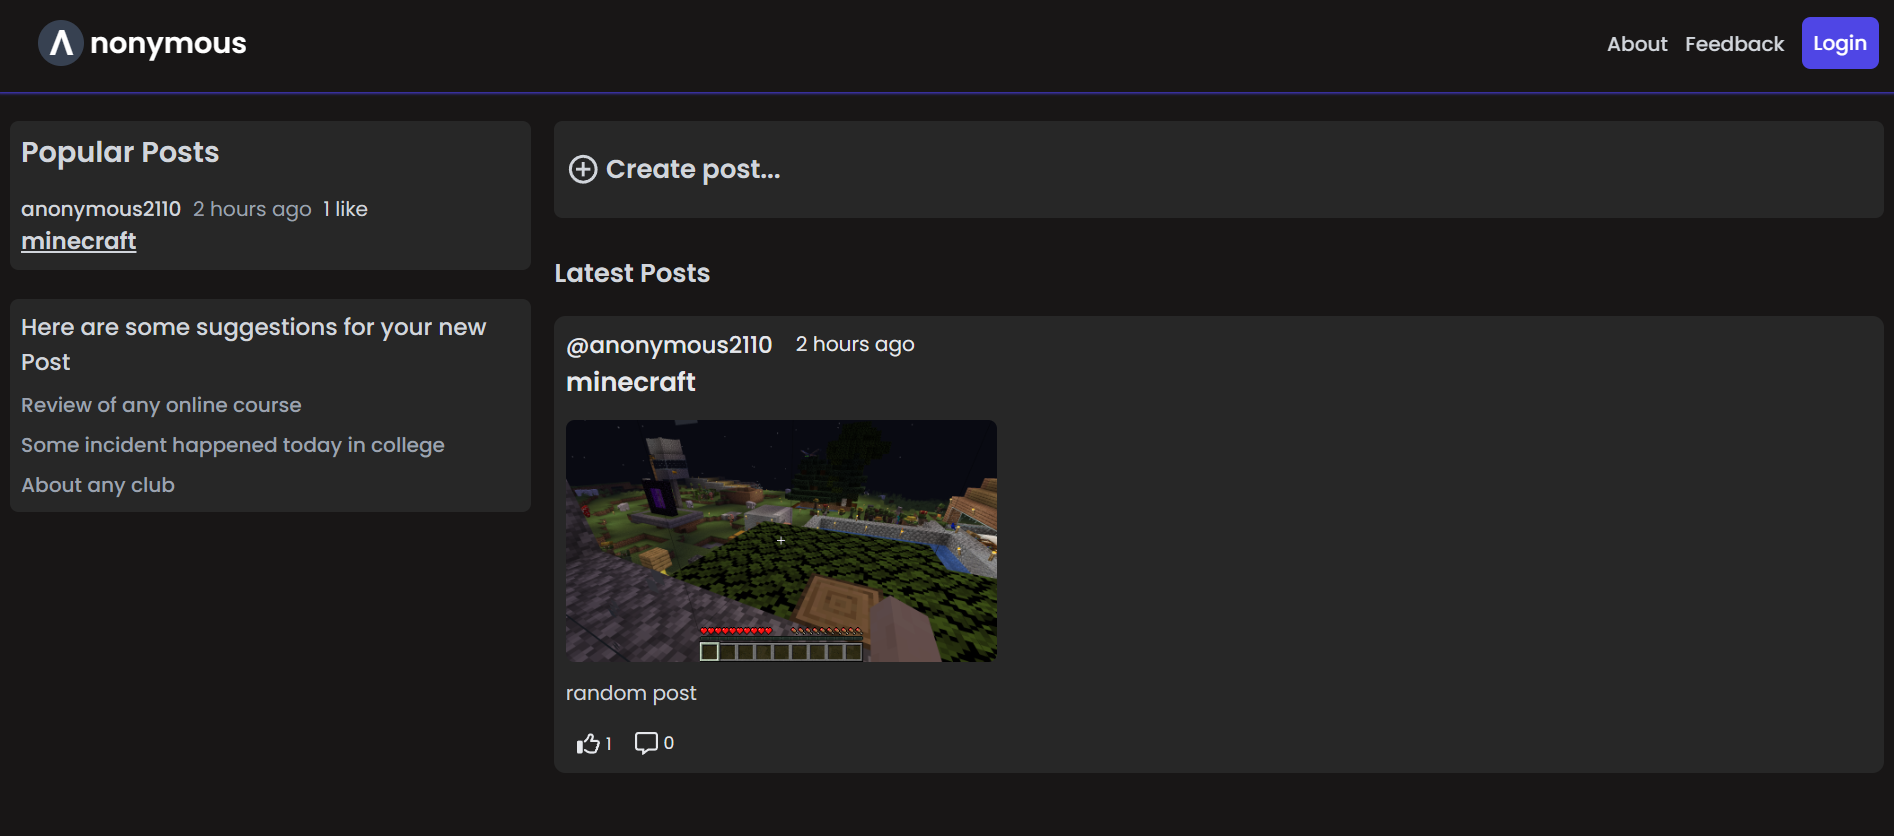 Λnonymous
About Feedback Login
Popular Posts
anonymous2110 2 hours ago 1 like
minecraft
Here are some suggestions for your new
Post
Review of any online course
Some incident happened today in college
About any club
Create post...
Latest Posts
@anonymous2110 2 hours ago
minecraft
random post
1 0